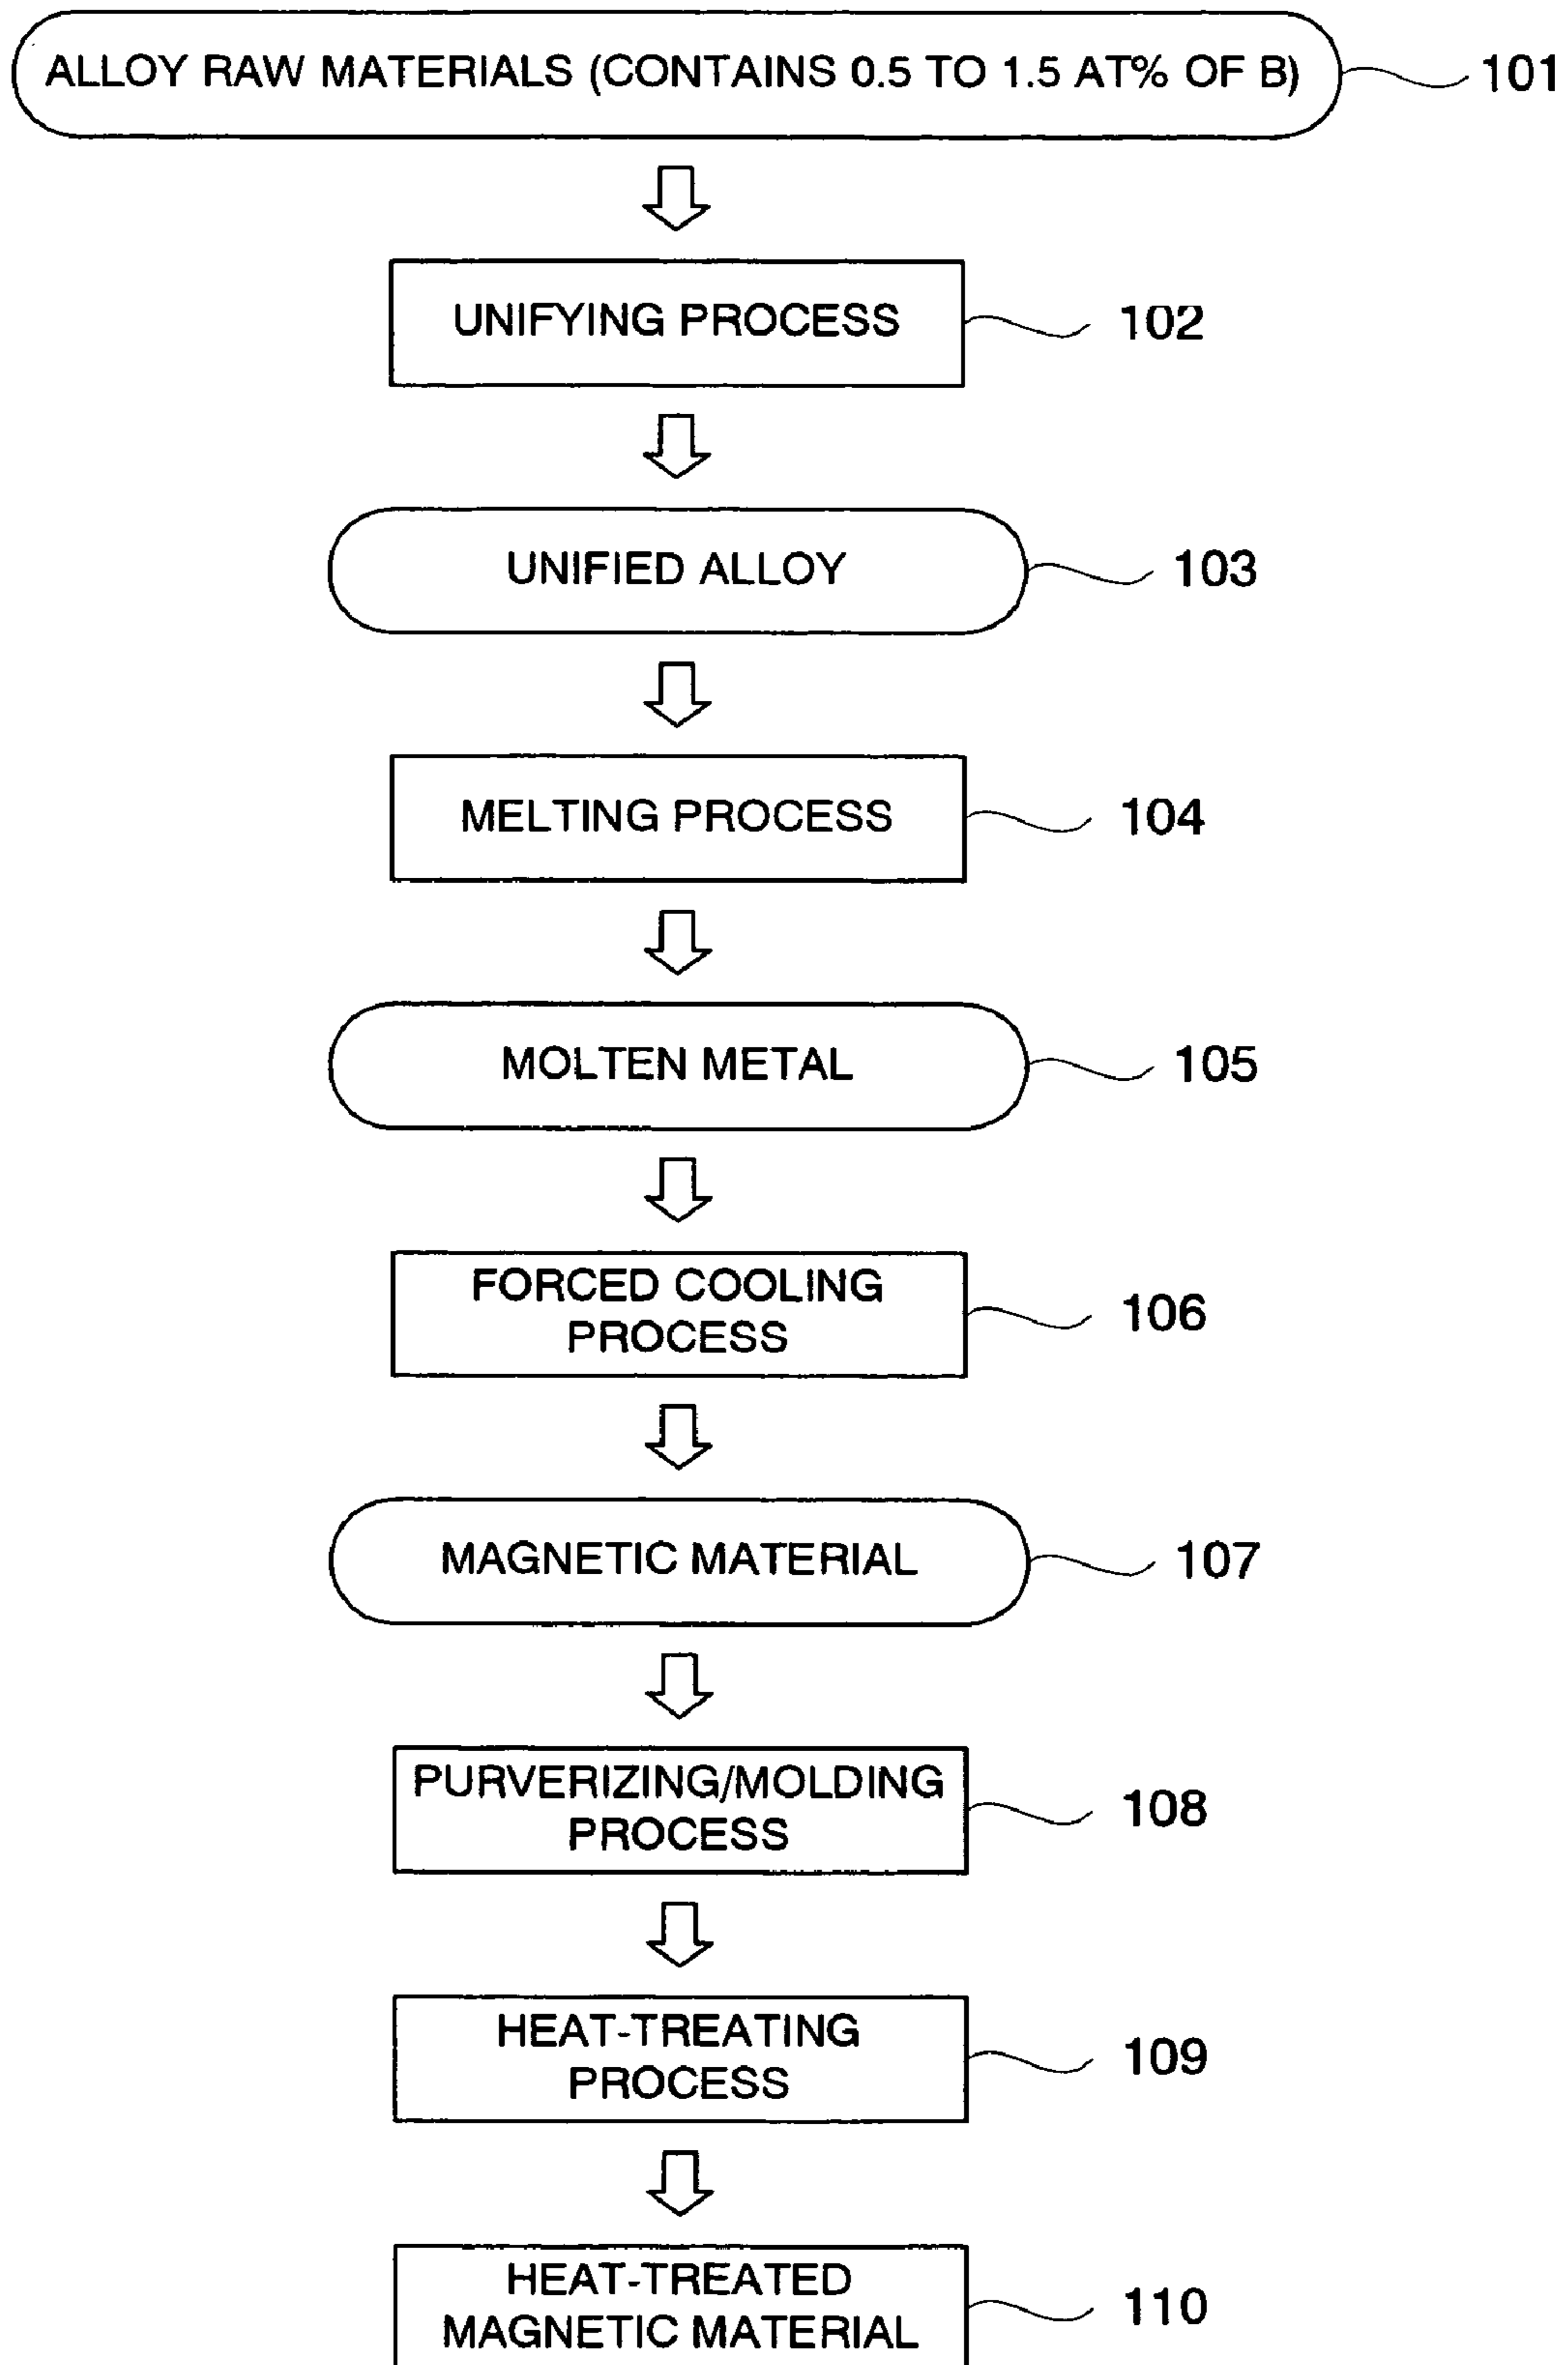 ALLOY RAW MATERIALS (CONTAINS 0.5 TO 1.5 AT% OF B) 101
UNIFYING PROCESS 102
UNIFIED ALLOY 103
MELTING PROCESS 104
MOLTEN METAL 105
FORCED COOLING
PROCESS 106
MAGNETIC MATERIAL 107
PURVERIZING/MOLDING
PROCESS 108
HEAT-TREATING
PROCESS 109
HEAT-TREATED
MAGNETIC MATERIAL 110